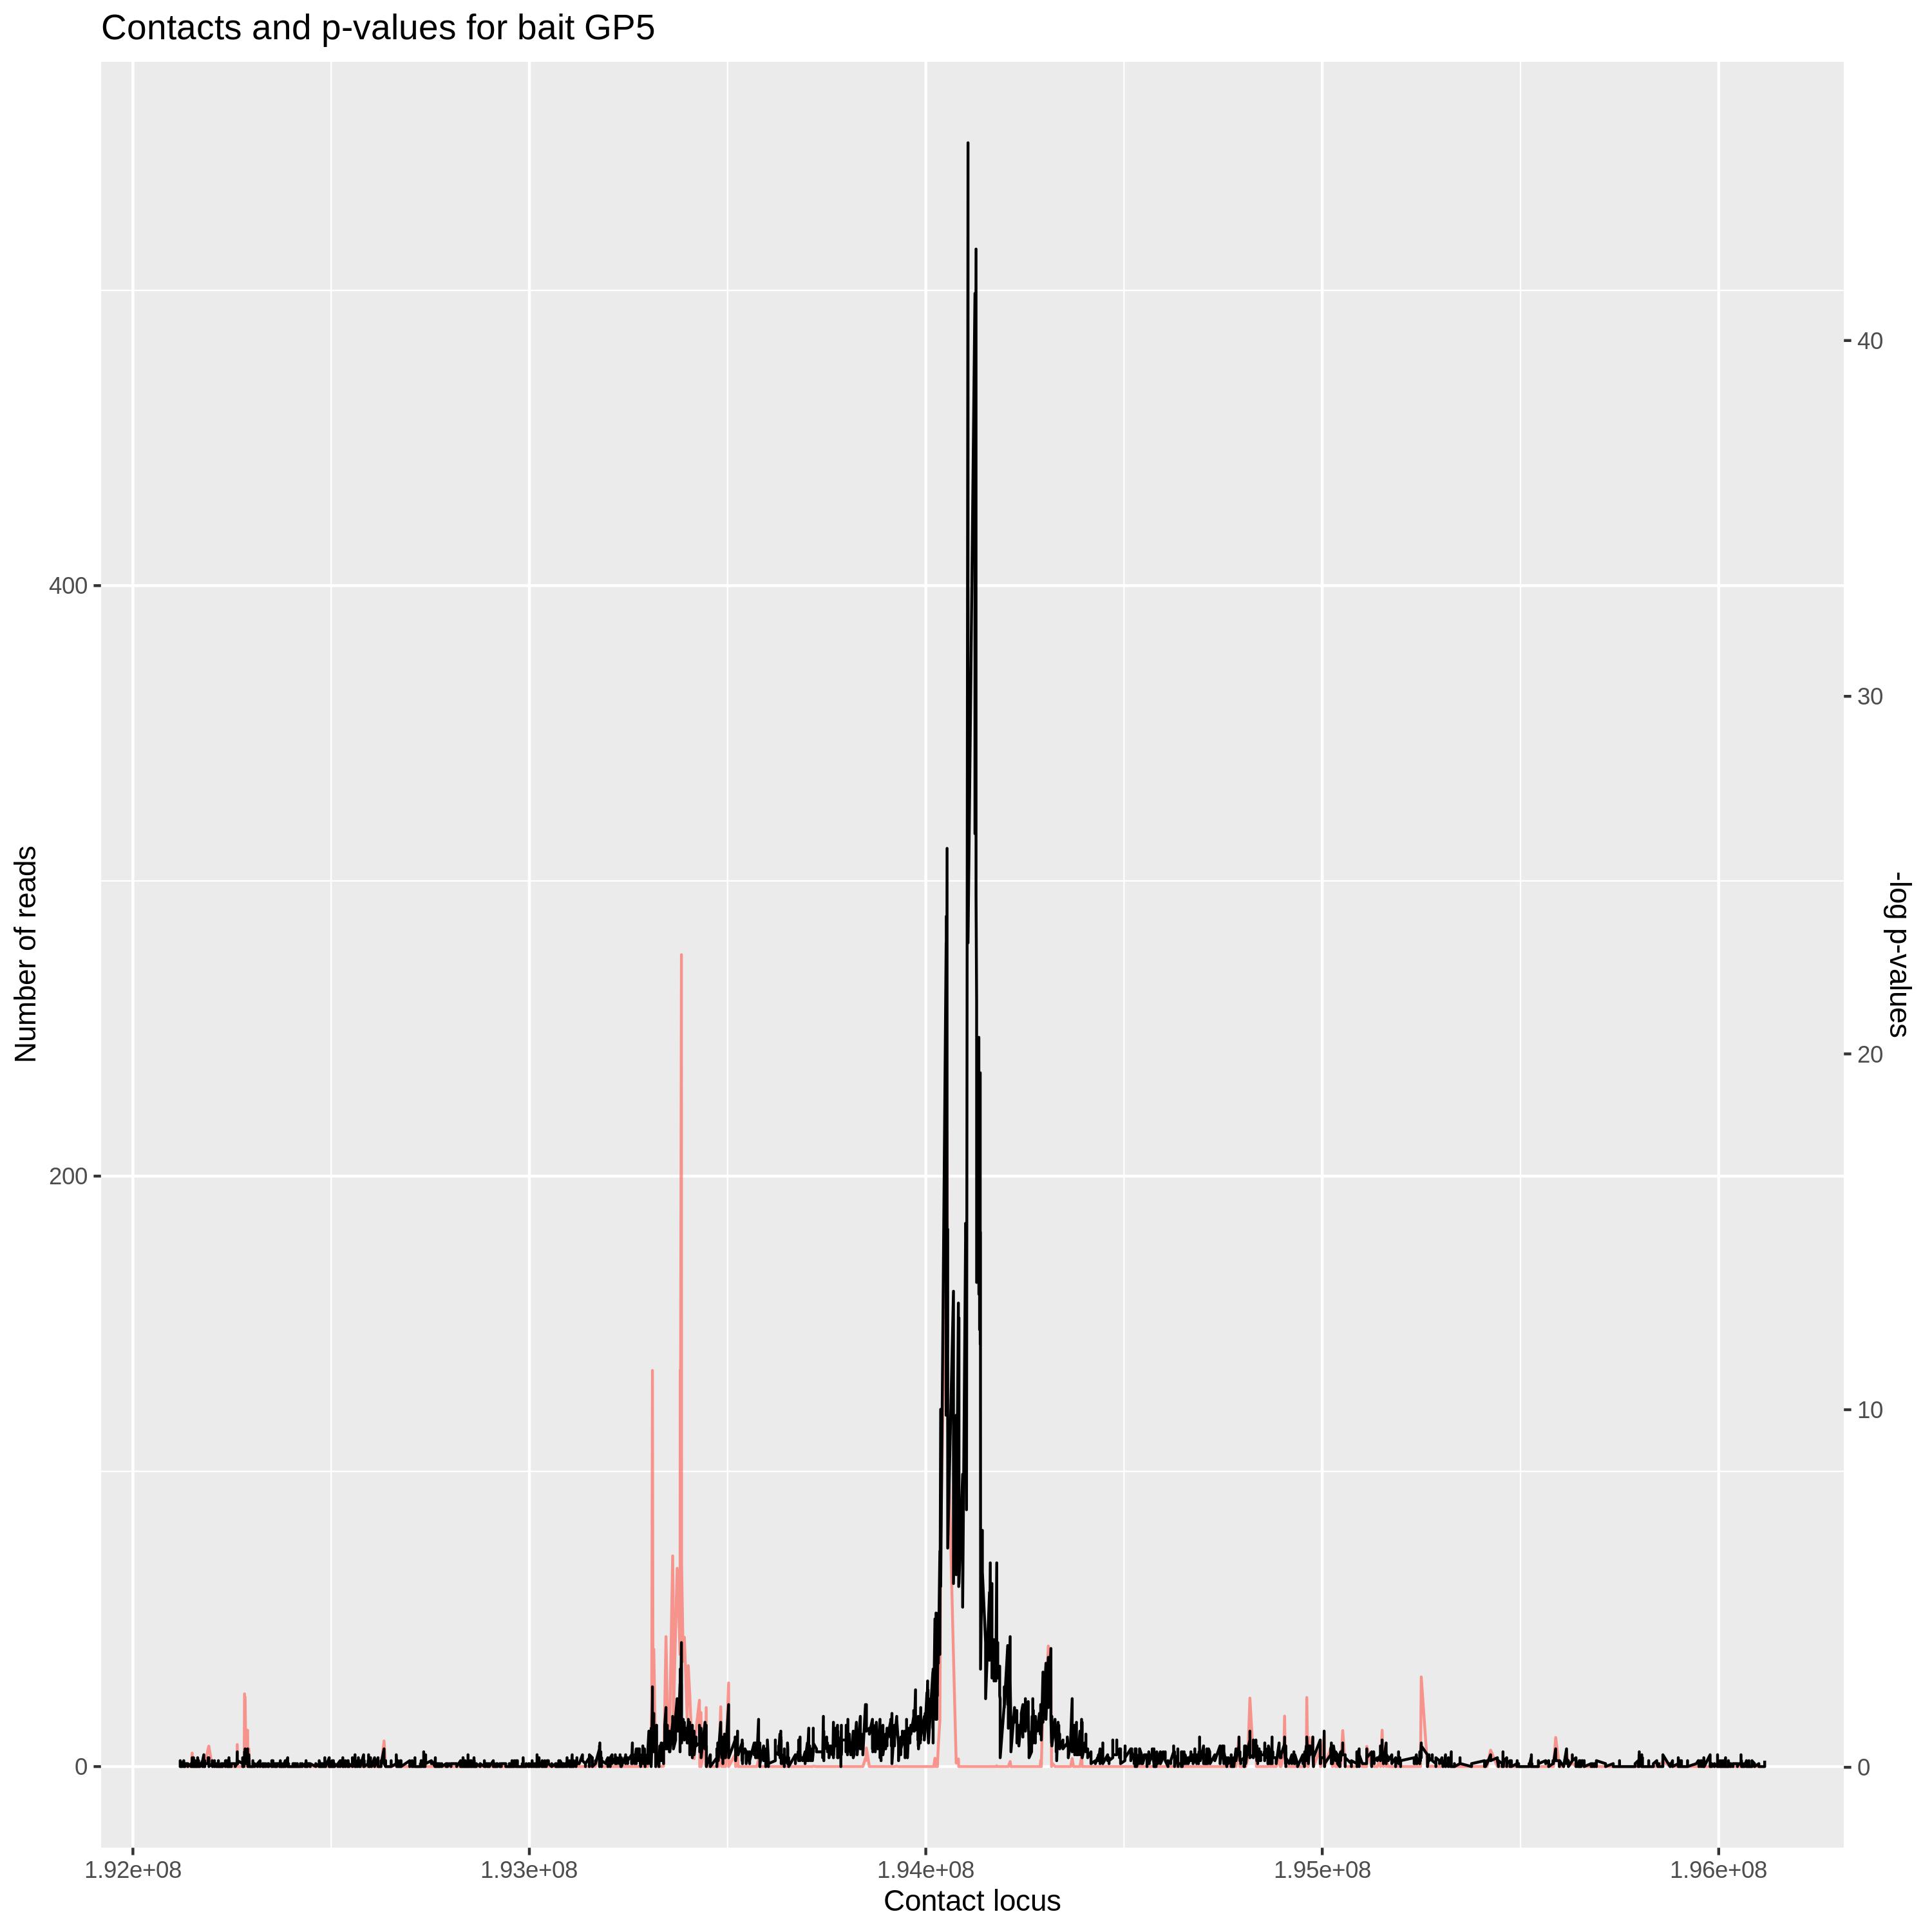 Contacts and p-values for bait GP5
Number of reads
400
200
0
40
30
20
10
0
-log p-values
1.92e+08 1.93e+08 1.94e+08 1.95e+08 1.96e+08
Contact locus